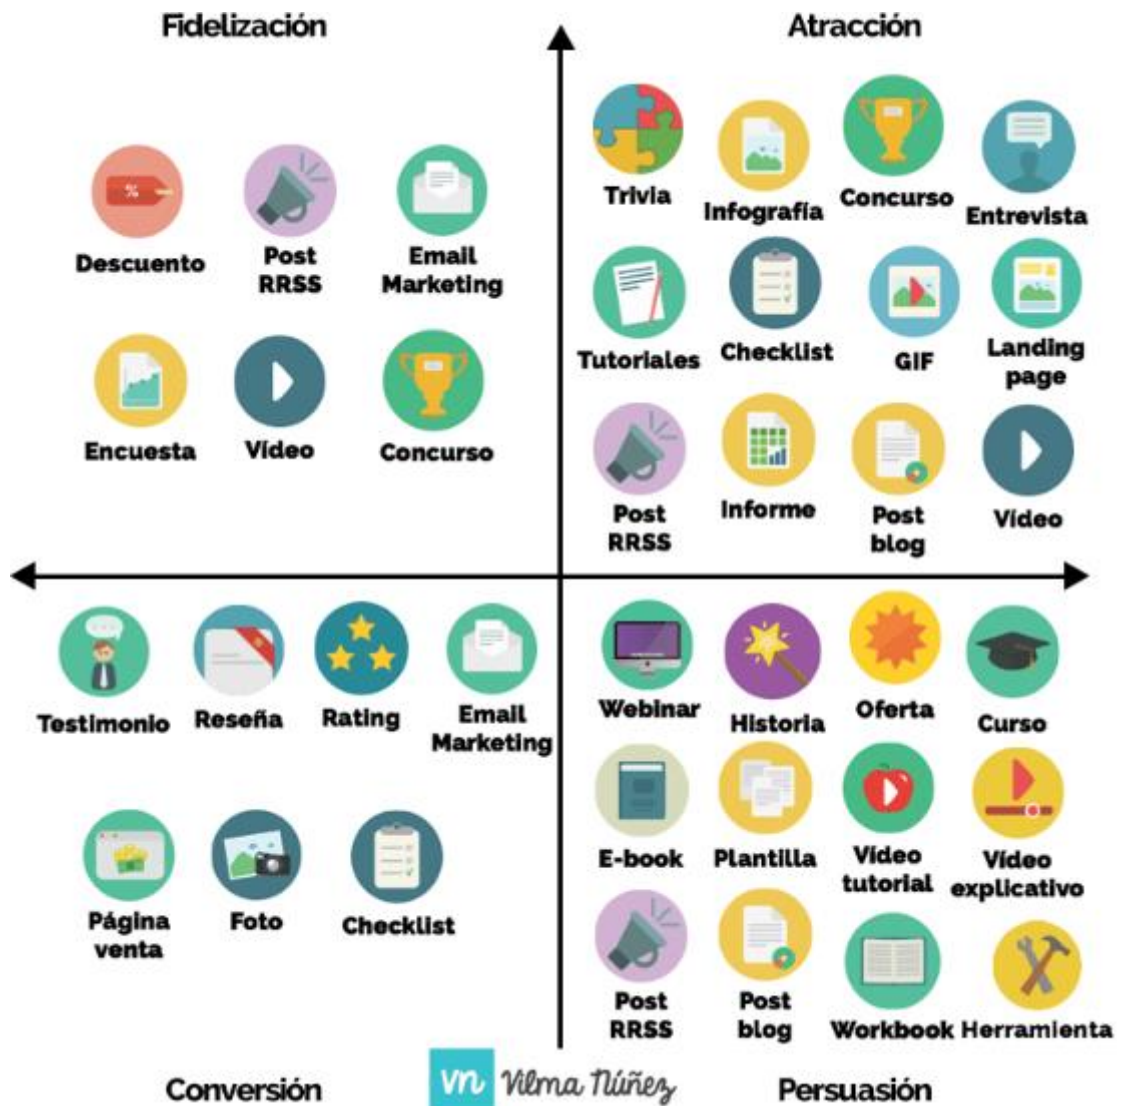 Fidelización
Atracción
%
Descuento
Post
RRSS
Email
Marketing
Encuesta
Vídeo
Concurso
Trivia
Infografía
Concurso
Entrevista
Tutoriales
Checklist
GIF
Landing
page
Post
RRSS
Informe
Post
blog
Vídeo
Testimonio
Reseña
Rating
Email
Marketing
Página
venta
Foto
Checklist
Webinar
Historia
Oferta
Curso
E-book
Plantilla
Vídeo
tutorial
Vídeo
explicativo
Post
RRSS
Post
blog
Workbook
Herramienta
Conversión
vn Vilma Núñez
Persuasión